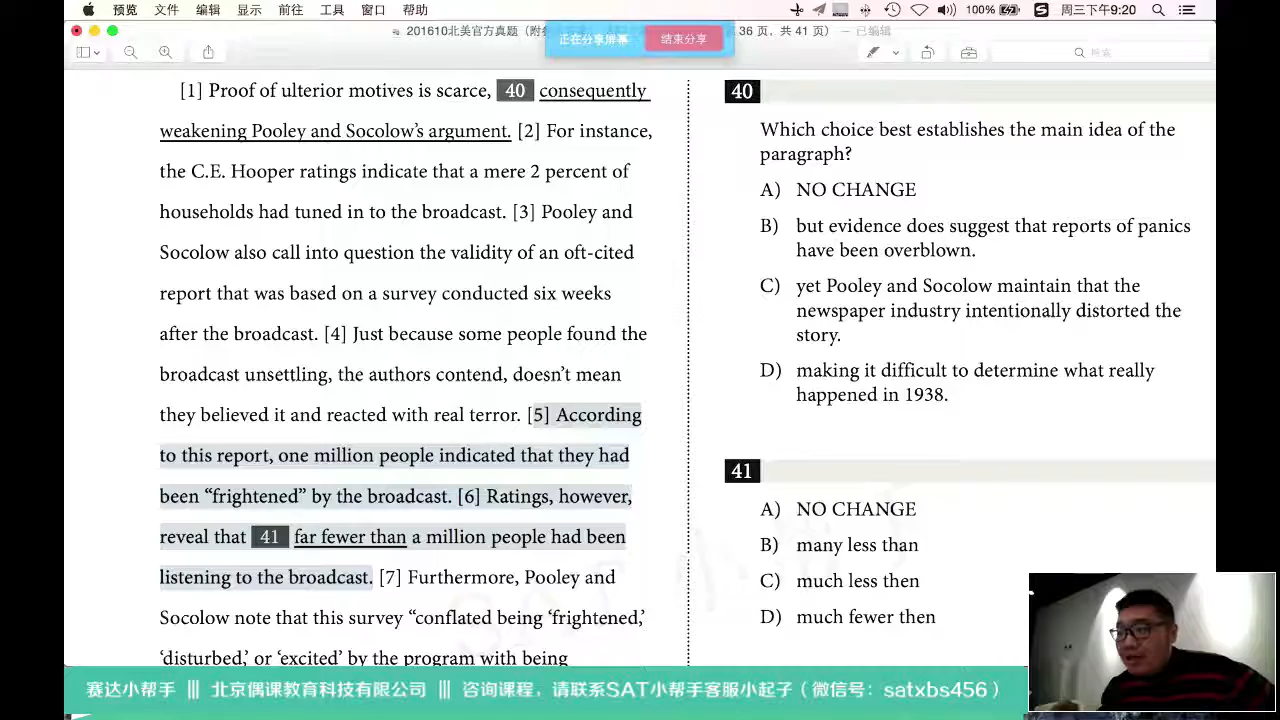 预览 文件 编辑 显示 前往 工具 窗口 帮助 100% 周三下午9:20
201610北美官方真题 36 页，共 41 页） — 已编辑
正在分享屏幕 结束分享
搜索
[1] Proof of ulterior motives is scarce, 40 consequently
weakening Pooley and Socolow’s argument. [2] For instance,
the C.E. Hooper ratings indicate that a mere 2 percent of
households had tuned in to the broadcast. [3] Pooley and
Socolow also call into question the validity of an oft-cited
report that was based on a survey conducted six weeks
after the broadcast. [4] Just because some people found the
broadcast unsettling, the authors contend, doesn’t mean
they believed it and reacted with real terror. [5] According
to this report, one million people indicated that they had
been “frightened” by the broadcast. [6] Ratings, however,
reveal that 41 far fewer than a million people had been
listening to the broadcast. [7] Furthermore, Pooley and
Socolow note that this survey “conflated being ‘frightened,’
‘disturbed,’ or ‘excited’ by the program with being
40
Which choice best establishes the main idea of the
paragraph?
A) NO CHANGE
B) but evidence does suggest that reports of panics
have been overblown.
C) yet Pooley and Socolow maintain that the
newspaper industry intentionally distorted the
story.
D) making it difficult to determine what really
happened in 1938.
41
A) NO CHANGE
B) many less than
C) much less then
D) much fewer then
赛达小帮手 ||| 北京偶课教育科技有限公司 ||| 咨询课程，请联系SAT小帮手客服小起子（微信号：satxbs456）